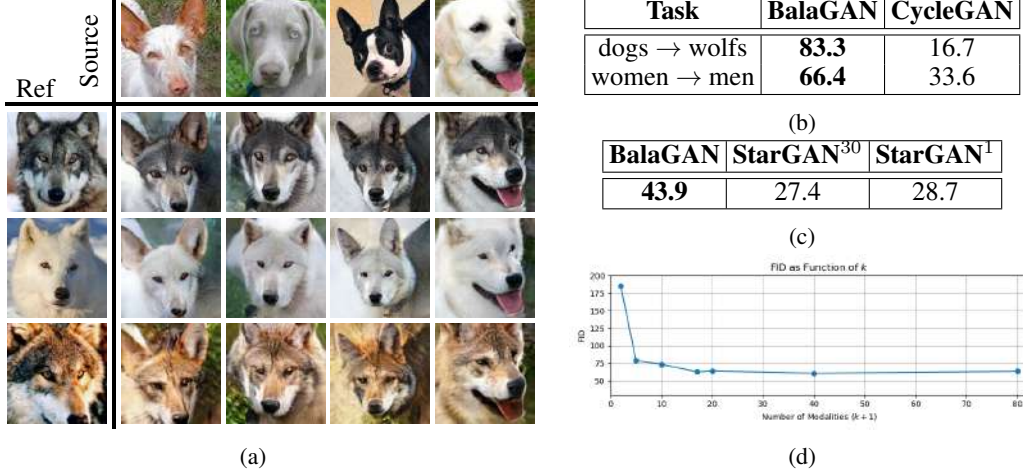 Ref
Source
(a)
Task BalaGAN CycleGAN
dogs → wolfs 83.3 16.7
women → men 66.4 33.6
(b)
BalaGAN StarGAN³⁰ StarGAN¹
43.9 27.4 28.7
(c)
FID as Function of k
FID
200
175
150
125
100
75
50
0 10 20 30 40 50 60 70 80
Number of Modalities (k+1)
(d)